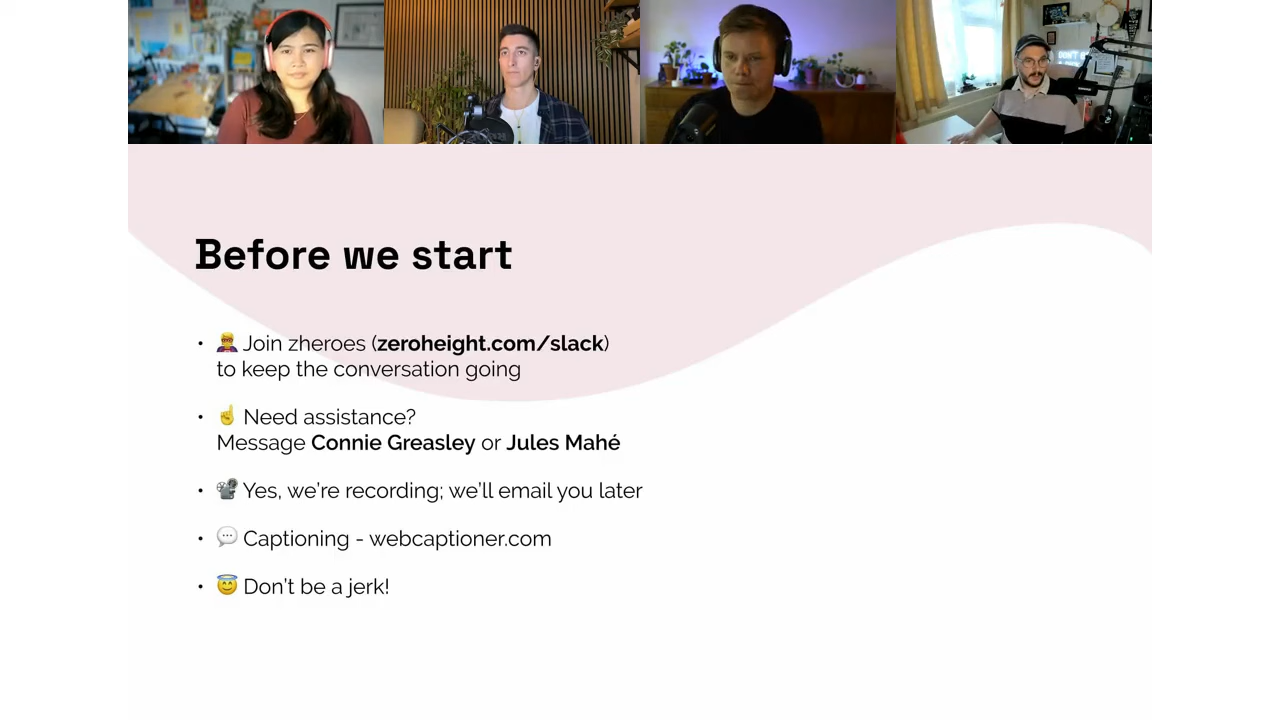 Before we start
• 🦸 Join zheroes (zeroheight.com/slack)
to keep the conversation going
• ☝️ Need assistance?
Message Connie Greasley or Jules Mahé
• 📽️ Yes, we're recording; we'll email you later
• 💬 Captioning - webcaptioner.com
• 😇 Don't be a jerk!